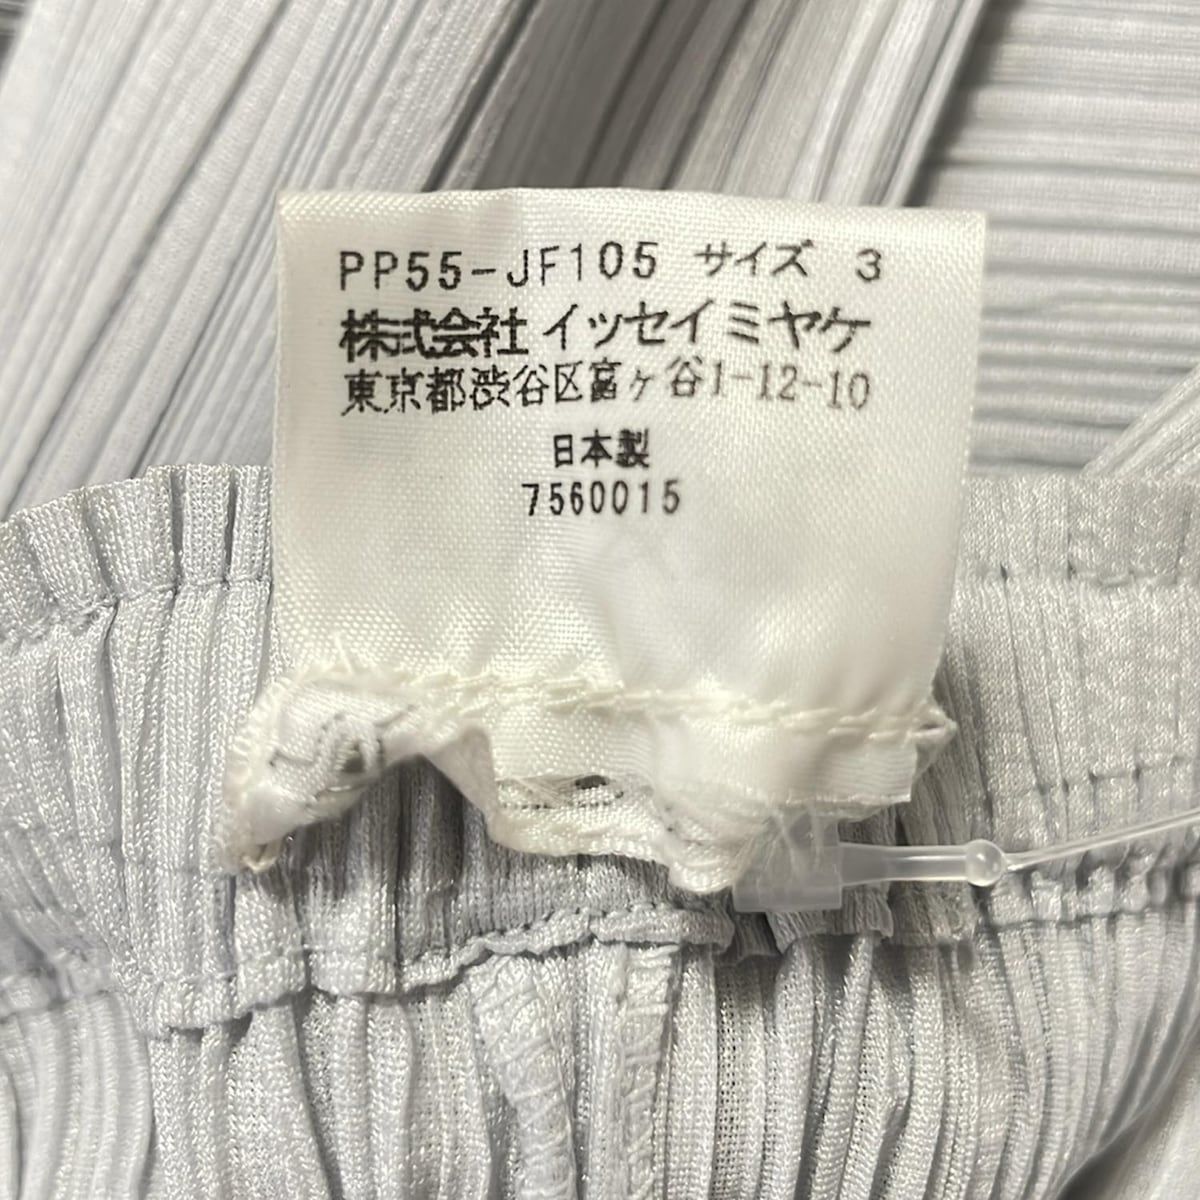 PP55-JF105 サイズ 3
株式会社イッセイミヤケ
東京都渋谷区富ヶ谷1-12-10
日本製
7560015